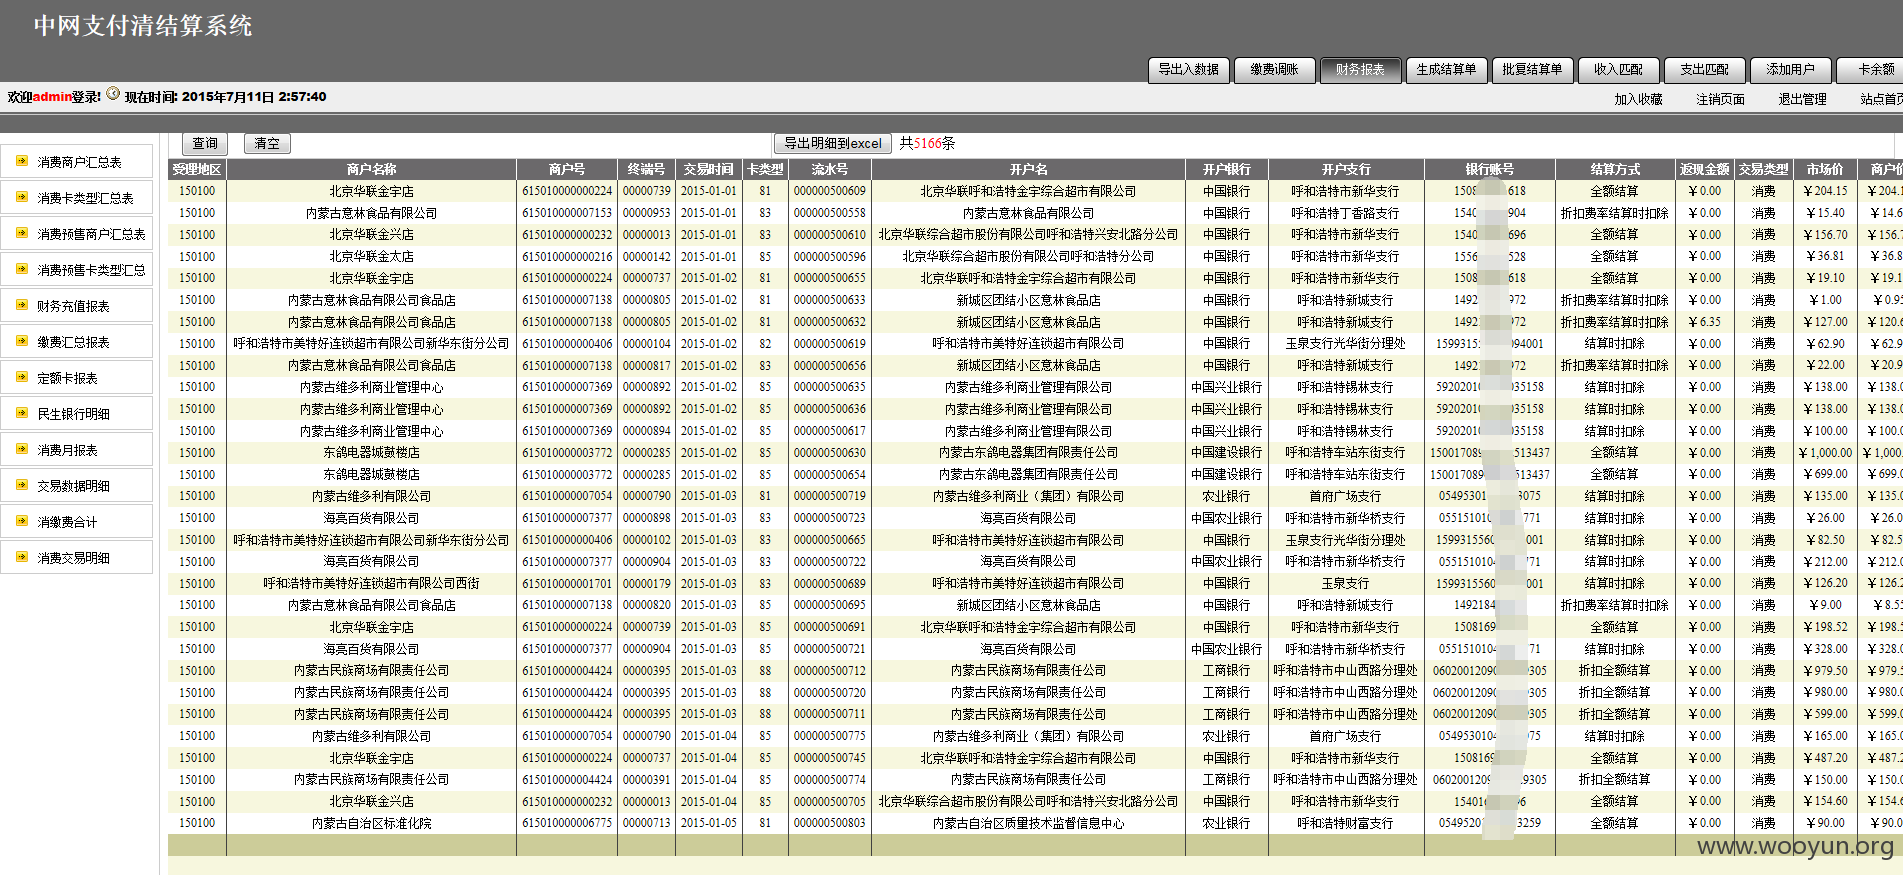 中网支付清结算系统
导出入数据 缴费调账 财务报表 生成结算单 批复结算单 收入匹配 支出匹配 添加用户 卡余额
欢迎admin登录! 现在时间: 2015年7月11日 2:57:40 加入收藏 注销页面 退出管理 站点首页
查询 清空 导出明细到excel 共5166条
消费商户汇总表
消费卡类型汇总表
消费预售商户汇总表
消费预售卡类型汇总
财务充值报表
缴费汇总报表
定额卡报表
民生银行明细
消费月报表
交易数据明细
消缴费合计
消费交易明细
受理地区 商户名称 商户号 终端号 交易时间 卡类型 流水号 开户名 开户银行 开户支行 银行账号 结算方式 返现金额 交易类型 市场价 商户价
150100 北京华联金宇店 615010000000224 00000739 2015-01-01 81 000000500609 北京华联呼和浩特金宇综合超市有限公司 中国银行 呼和浩特市新华支行 1508 618 全额结算 ￥0.00 消费 ￥204.15 ￥204.1
150100 内蒙古意林食品有限公司 615010000007153 00000953 2015-01-01 83 000000500558 内蒙古意林食品有限公司 中国银行 呼和浩特丁香路支行 1540 904 折扣费率结算时扣除 ￥0.00 消费 ￥15.40 ￥14.6
150100 北京华联金兴店 615010000000232 00000013 2015-01-01 83 000000500610 北京华联综合超市股份有限公司呼和浩特兴安北路分公司 中国银行 呼和浩特市新华支行 1540 696 全额结算 ￥0.00 消费 ￥156.70 ￥156.7
150100 北京华联金太店 615010000000216 00000142 2015-01-01 85 000000500596 北京华联综合超市股份有限公司呼和浩特分公司 中国银行 呼和浩特市新华支行 1556 528 全额结算 ￥0.00 消费 ￥36.81 ￥36.8
150100 北京华联金宇店 615010000000224 00000737 2015-01-02 81 000000500655 北京华联呼和浩特金宇综合超市有限公司 中国银行 呼和浩特市新华支行 1508 618 全额结算 ￥0.00 消费 ￥19.10 ￥19.1
150100 内蒙古意林食品有限公司食品店 615010000007138 00000805 2015-01-02 81 000000500633 新城区团结小区意林食品店 中国银行 呼和浩特新城支行 1492 972 折扣费率结算时扣除 ￥0.00 消费 ￥1.00 ￥0.95
150100 内蒙古意林食品有限公司食品店 615010000007138 00000805 2015-01-02 81 000000500632 新城区团结小区意林食品店 中国银行 呼和浩特新城支行 1492 972 折扣费率结算时扣除 ￥6.35 消费 ￥127.00 ￥120.6
150100 呼和浩特市美特好连锁超市有限公司新华东街分公司 615010000000406 00000104 2015-01-02 82 000000500619 呼和浩特市美特好连锁超市有限公司 中国银行 玉泉支行光华街分理处 1599315 094001 结算时扣除 ￥0.00 消费 ￥62.90 ￥62.9
150100 内蒙古意林食品有限公司食品店 615010000007138 00000817 2015-01-02 83 000000500656 新城区团结小区意林食品店 中国银行 呼和浩特新城支行 1492 972 折扣费率结算时扣除 ￥0.00 消费 ￥22.00 ￥20.9
150100 内蒙古维多利商业管理中心 615010000007369 00000892 2015-01-02 85 000000500635 内蒙古维多利商业管理有限公司 中国兴业银行 呼和浩特锡林支行 5920201 035158 结算时扣除 ￥0.00 消费 ￥138.00 ￥138.0
150100 内蒙古维多利商业管理中心 615010000007369 00000892 2015-01-02 85 000000500636 内蒙古维多利商业管理有限公司 中国兴业银行 呼和浩特锡林支行 5920201 035158 结算时扣除 ￥0.00 消费 ￥138.00 ￥138.0
150100 内蒙古维多利商业管理中心 615010000007369 00000894 2015-01-02 85 000000500617 内蒙古维多利商业管理有限公司 中国兴业银行 呼和浩特锡林支行 5920201 035158 结算时扣除 ￥0.00 消费 ￥100.00 ￥100.0
150100 东鸽电器城鼓楼店 615010000003772 00000285 2015-01-02 85 000000500630 内蒙古东鸽电器集团有限责任公司 中国建设银行 呼和浩特车站东街支行 150017089 513437 全额结算 ￥0.00 消费 ￥1,000.00 ￥1,000.
150100 东鸽电器城鼓楼店 615010000003772 00000285 2015-01-02 85 000000500654 内蒙古东鸽电器集团有限责任公司 中国建设银行 呼和浩特车站东街支行 150017089 513437 全额结算 ￥0.00 消费 ￥699.00 ￥699.0
150100 内蒙古维多利有限公司 615010000007054 00000790 2015-01-03 81 000000500719 内蒙古维多利商业（集团）有限公司 农业银行 首府广场支行 05495301 3075 结算时扣除 ￥0.00 消费 ￥135.00 ￥135.0
150100 海亮百货有限公司 615010000007377 00000898 2015-01-03 83 000000500723 海亮百货有限公司 中国农业银行 呼和浩特市新华桥支行 055151010 771 结算时扣除 ￥0.00 消费 ￥26.00 ￥26.0
150100 呼和浩特市美特好连锁超市有限公司新华东街分公司 615010000000406 00000102 2015-01-03 83 000000500665 呼和浩特市美特好连锁超市有限公司 中国银行 玉泉支行光华街分理处 1599315560 001 结算时扣除 ￥0.00 消费 ￥82.50 ￥82.5
150100 海亮百货有限公司 615010000007377 00000904 2015-01-03 83 000000500722 海亮百货有限公司 中国农业银行 呼和浩特市新华桥支行 0551510104 71 结算时扣除 ￥0.00 消费 ￥212.00 ￥212.0
150100 呼和浩特市美特好连锁超市有限公司西街 615010000001701 00000179 2015-01-03 83 000000500689 呼和浩特市美特好连锁超市有限公司 中国银行 玉泉支行 1599315560 001 结算时扣除 ￥0.00 消费 ￥126.20 ￥126.2
150100 内蒙古意林食品有限公司食品店 615010000007138 00000820 2015-01-03 85 000000500695 新城区团结小区意林食品店 中国银行 呼和浩特新城支行 1492184 折扣费率结算时扣除 ￥0.00 消费 ￥9.00 ￥8.55
150100 北京华联金宇店 615010000000224 00000739 2015-01-03 85 000000500691 北京华联呼和浩特金宇综合超市有限公司 中国银行 呼和浩特市新华支行 1508169 全额结算 ￥0.00 消费 ￥198.52 ￥198.5
150100 海亮百货有限公司 615010000007377 00000904 2015-01-03 85 000000500721 海亮百货有限公司 中国农业银行 呼和浩特市新华桥支行 0551510104 71 结算时扣除 ￥0.00 消费 ￥328.00 ￥328.0
150100 内蒙古民族商场有限责任公司 615010000004424 00000395 2015-01-03 88 000000500712 内蒙古民族商场有限责任公司 工商银行 呼和浩特市中山西路分理处 06020012090 9305 折扣全额结算 ￥0.00 消费 ￥979.50 ￥979.5
150100 内蒙古民族商场有限责任公司 615010000004424 00000395 2015-01-03 88 000000500720 内蒙古民族商场有限责任公司 工商银行 呼和浩特市中山西路分理处 06020012090 305 折扣全额结算 ￥0.00 消费 ￥980.00 ￥980.0
150100 内蒙古民族商场有限责任公司 615010000004424 00000395 2015-01-03 88 000000500711 内蒙古民族商场有限责任公司 工商银行 呼和浩特市中山西路分理处 06020012090 305 折扣全额结算 ￥0.00 消费 ￥599.00 ￥599.0
150100 内蒙古维多利有限公司 615010000007054 00000790 2015-01-04 85 000000500775 内蒙古维多利商业（集团）有限公司 农业银行 首府广场支行 0549530104 075 结算时扣除 ￥0.00 消费 ￥165.00 ￥165.0
150100 北京华联金宇店 615010000000224 00000737 2015-01-04 85 000000500745 北京华联呼和浩特金宇综合超市有限公司 中国银行 呼和浩特市新华支行 1508169 全额结算 ￥0.00 消费 ￥487.20 ￥487.2
150100 内蒙古民族商场有限责任公司 615010000004424 00000391 2015-01-04 85 000000500774 内蒙古民族商场有限责任公司 工商银行 呼和浩特市中山西路分理处 0602001209 9305 折扣全额结算 ￥0.00 消费 ￥150.00 ￥150.0
150100 北京华联金兴店 615010000000232 00000013 2015-01-04 85 000000500705 北京华联综合超市股份有限公司呼和浩特兴安北路分公司 中国银行 呼和浩特市新华支行 15401 6 全额结算 ￥0.00 消费 ￥154.60 ￥154.6
150100 内蒙古自治区标准化院 615010000006775 00000713 2015-01-05 81 000000500803 内蒙古自治区质量技术监督信息中心 农业银行 呼和浩特财富支行 0549520 3259 全额结算 ￥0.00 消费 ￥90.00 ￥90.0
www.wooyun.org